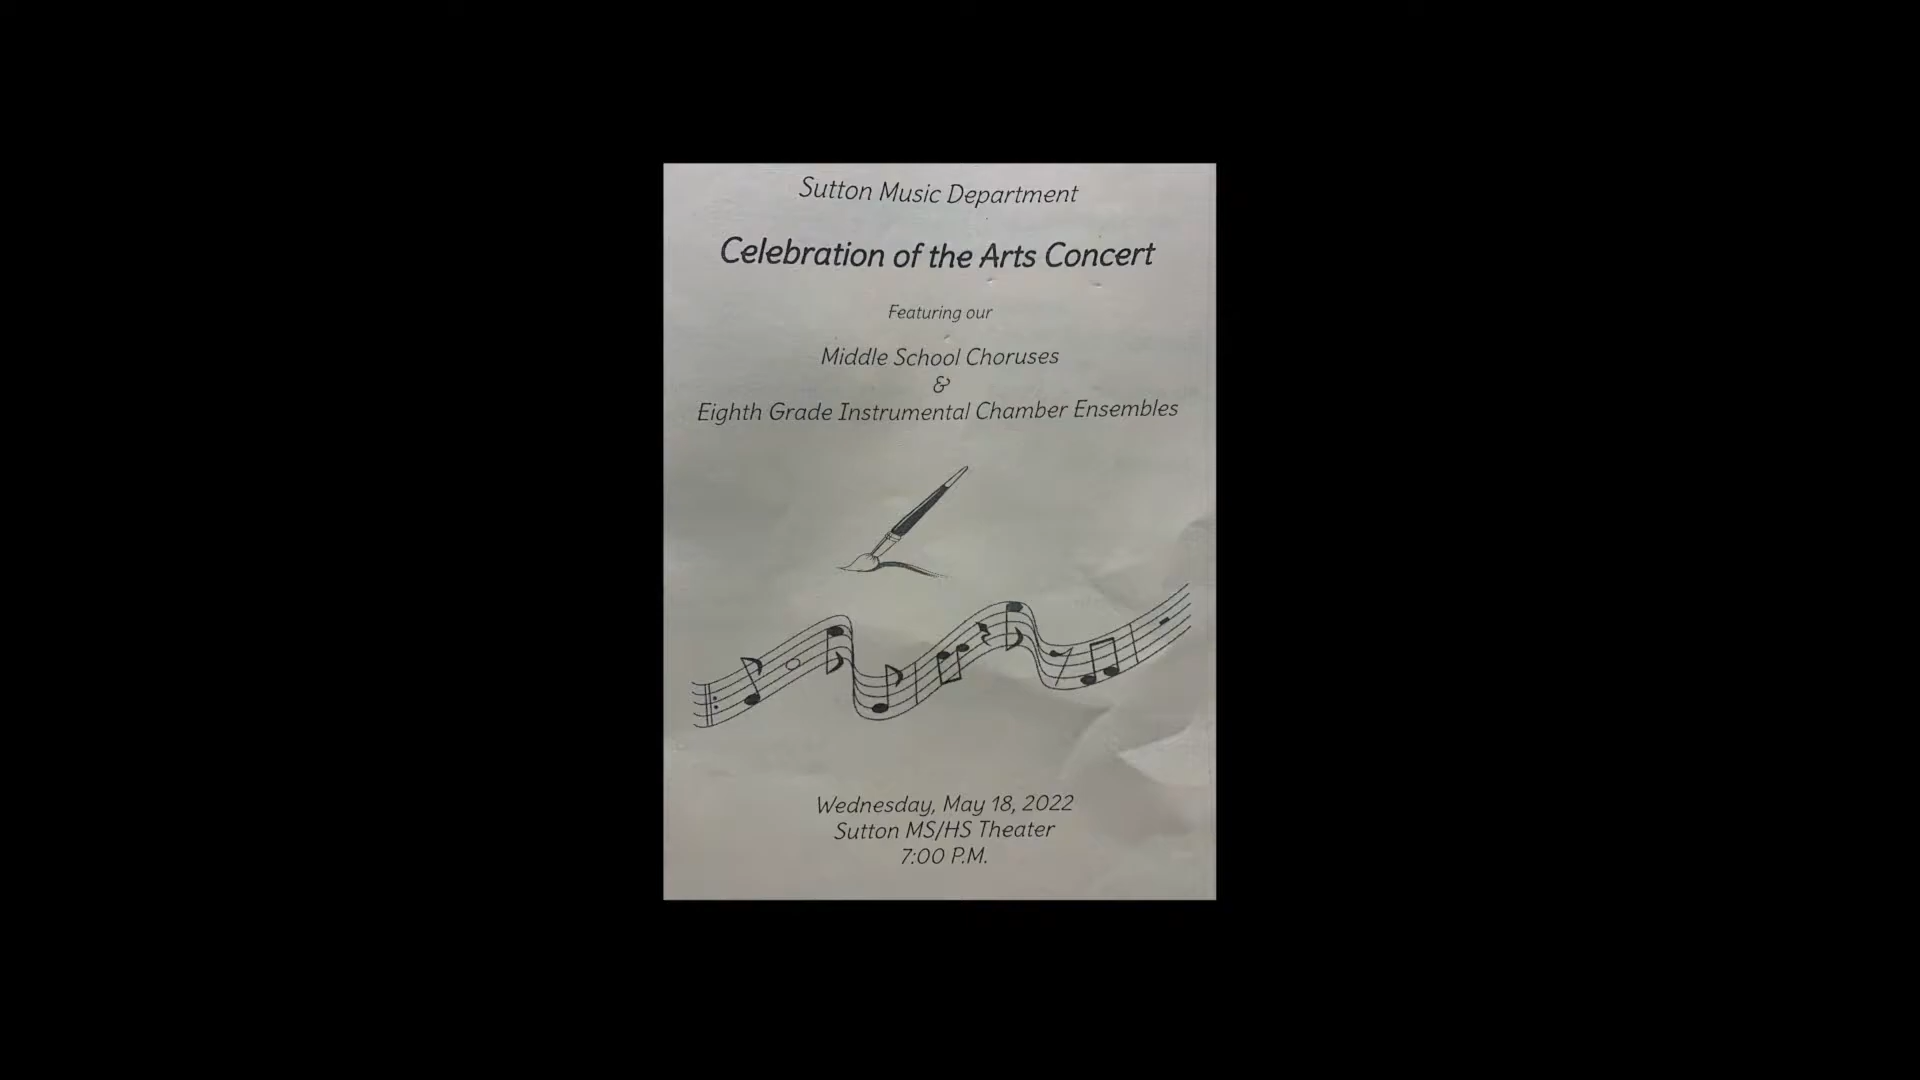 Sutton Music Department
Celebration of the Arts Concert
Featuring our
Middle School Choruses
&
Eighth Grade Instrumental Chamber Ensembles
Wednesday, May 18, 2022
Sutton MS/HS Theater
7:00 P.M.